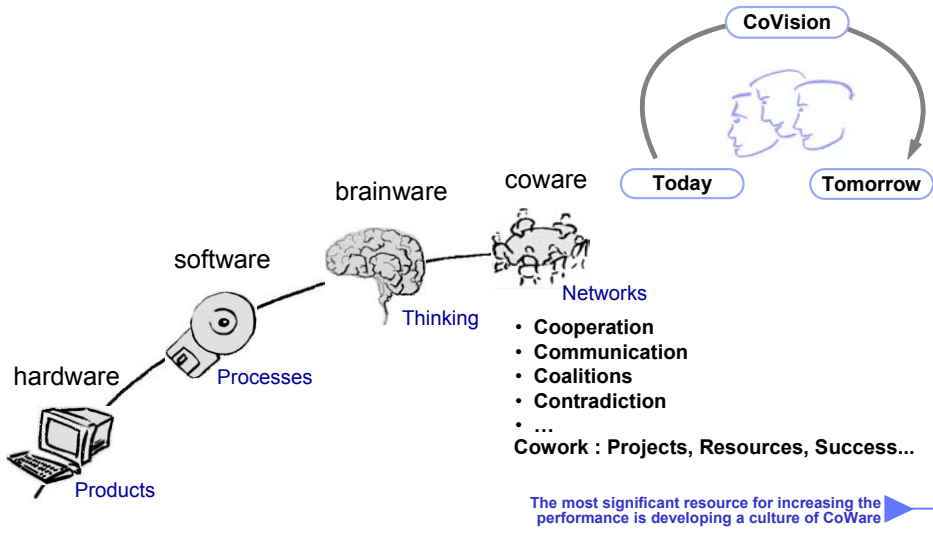 CoVision
Today
Tomorrow
coware
brainware
software
hardware
Networks
Thinking
Processes
Products
• Cooperation
• Communication
• Coalitions
• Contradiction
• ...
Cowork : Projects, Resources, Success...
The most significant resource for increasing the
performance is developing a culture of CoWare